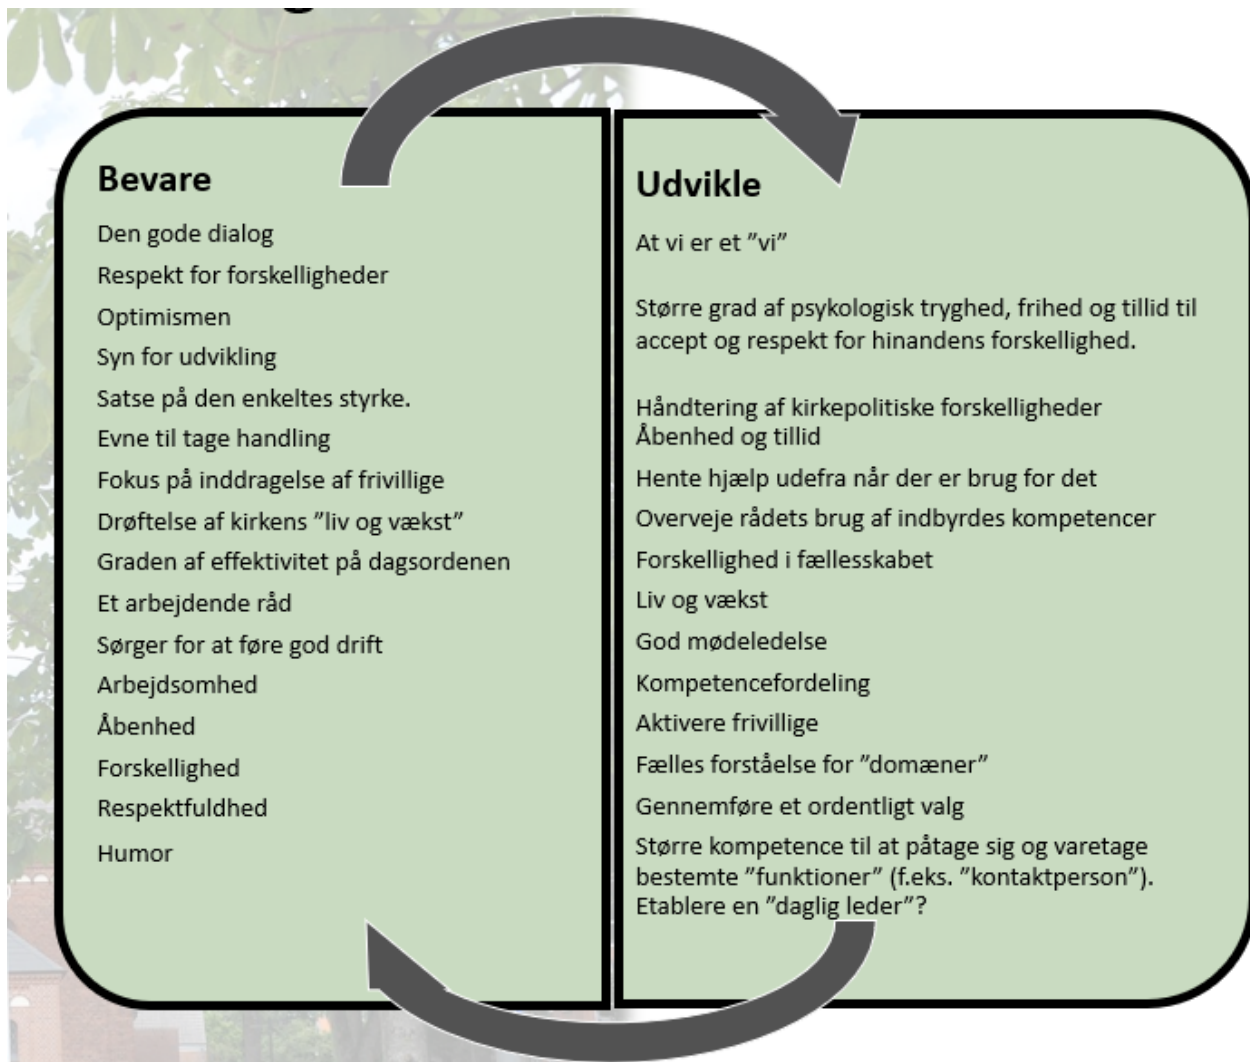 Bevare
Den gode dialog
Respekt for forskelligheder
Optimismen
Syn for udvikling
Satse på den enkeltes styrke.
Evne til tage handling
Fokus på inddragelse af frivillige
Drøftelse af kirkens ”liv og vækst”
Graden af effektivitet på dagsordenen
Et arbejdende råd
Sørger for at føre god drift
Arbejdsomhed
Åbenhed
Forskellighed
Respektfuldhed
Humor
Udvikle
At vi er et ”vi”
Større grad af psykologisk tryghed, frihed og tillid til
accept og respekt for hinandens forskellighed.
Håndtering af kirkepolitiske forskelligheder
Åbenhed og tillid
Hente hjælp udefra når der er brug for det
Overveje rådets brug af indbyrdes kompetencer
Forskellighed i fællesskabet
Liv og vækst
God mødeledelse
Kompetencefordeling
Aktivere frivillige
Fælles forståelse for ”domæner”
Gennemføre et ordentligt valg
Større kompetence til at påtage sig og varetage
bestemte ”funktioner” (f.eks. ”kontaktperson”).
Etablere en ”daglig leder”?